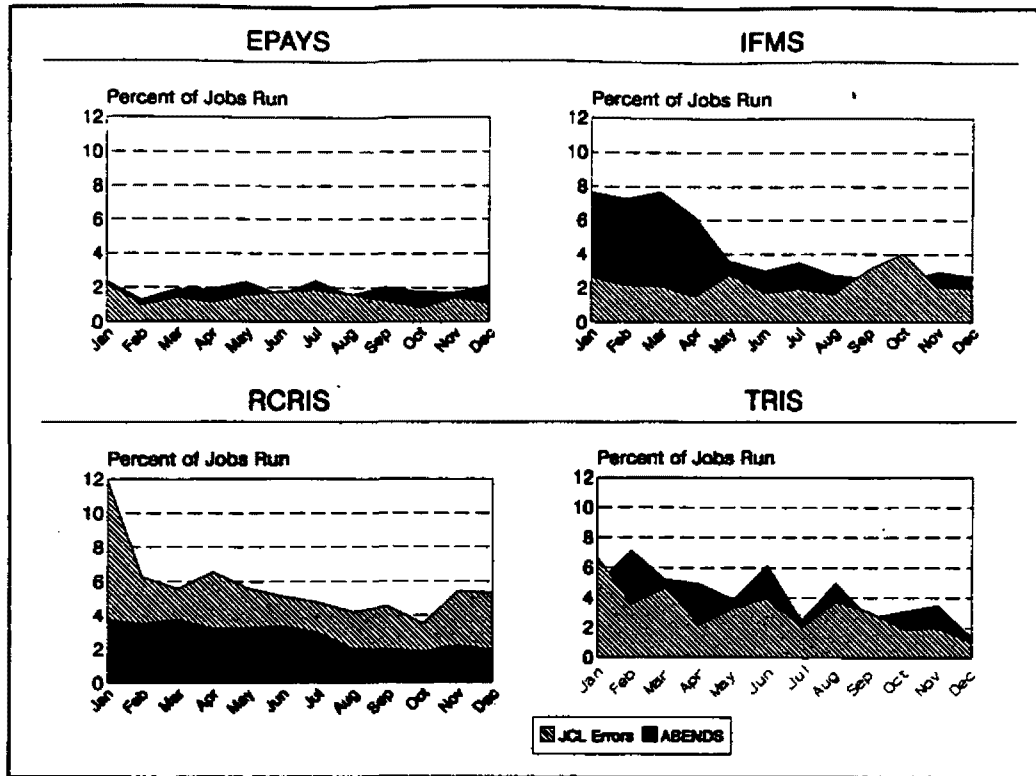 EPAYS
IFMS
Percent of Jobs Run
12
10
8
6
4
2
0
Jan Feb Mar Apr May Jun Jul Aug Sep Oct Nov Dec
Percent of Jobs Run
12
10
8
6
4
2
0
Jan Feb Mar Apr May Jun Jul Aug Sep Oct Nov Dec
RCRIS
TRIS
Percent of Jobs Run
12
10
8
6
4
2
0
Jan Feb Mar Apr May Jun Jul Aug Sep Oct Nov Dec
Percent of Jobs Run
12
10
8
6
4
2
0
Jan Feb Mar Apr May Jun Jul Aug Sep Oct Nov Dec
JCL Errors ABENDS